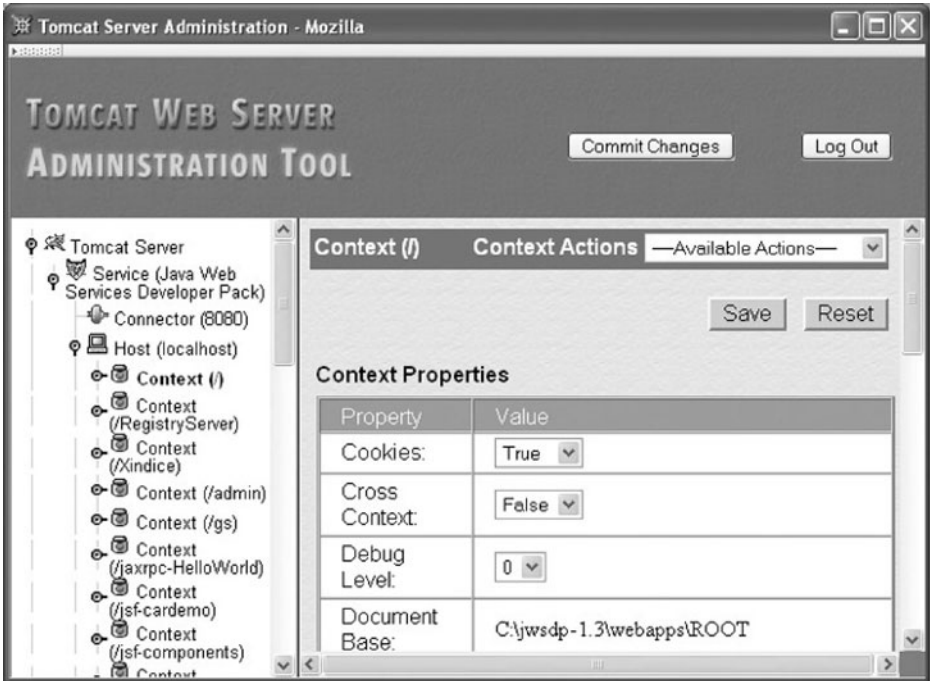 Tomcat Server Administration - Mozilla
TOMCAT WEB SERVER
ADMINISTRATION TOOL
Commit Changes
Log Out
Tomcat Server
Service (Java Web
Services Developer Pack)
Connector (8080)
Host (localhost)
Context (/)
Context
(/RegistryServer)
Context
(/Xindice)
Context (/admin)
Context (/gs)
Context
(/jaxrpc-HelloWorld)
Context
(/jsf-cardemo)
Context
(/jsf-components)
Context
Context (/)
Context Actions
—Available Actions—
Save
Reset
Context Properties
Property
Value
Cookies:
True
Cross
Context:
False
Debug
Level:
0
Document
Base:
C:\jwsdp-1.3\webapps\ROOT